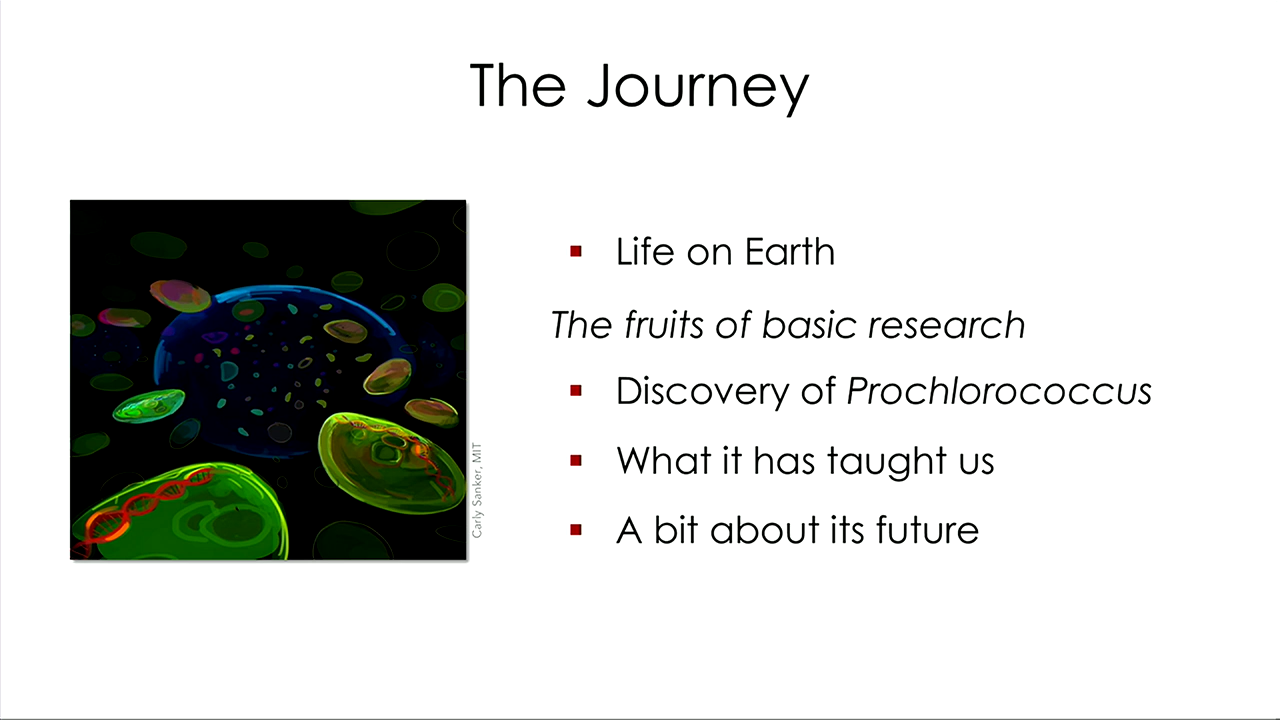 The Journey
▪ Life on Earth
The fruits of basic research
▪ Discovery of Prochlorococcus
▪ What it has taught us
▪ A bit about its future
Carly Sanker, MIT